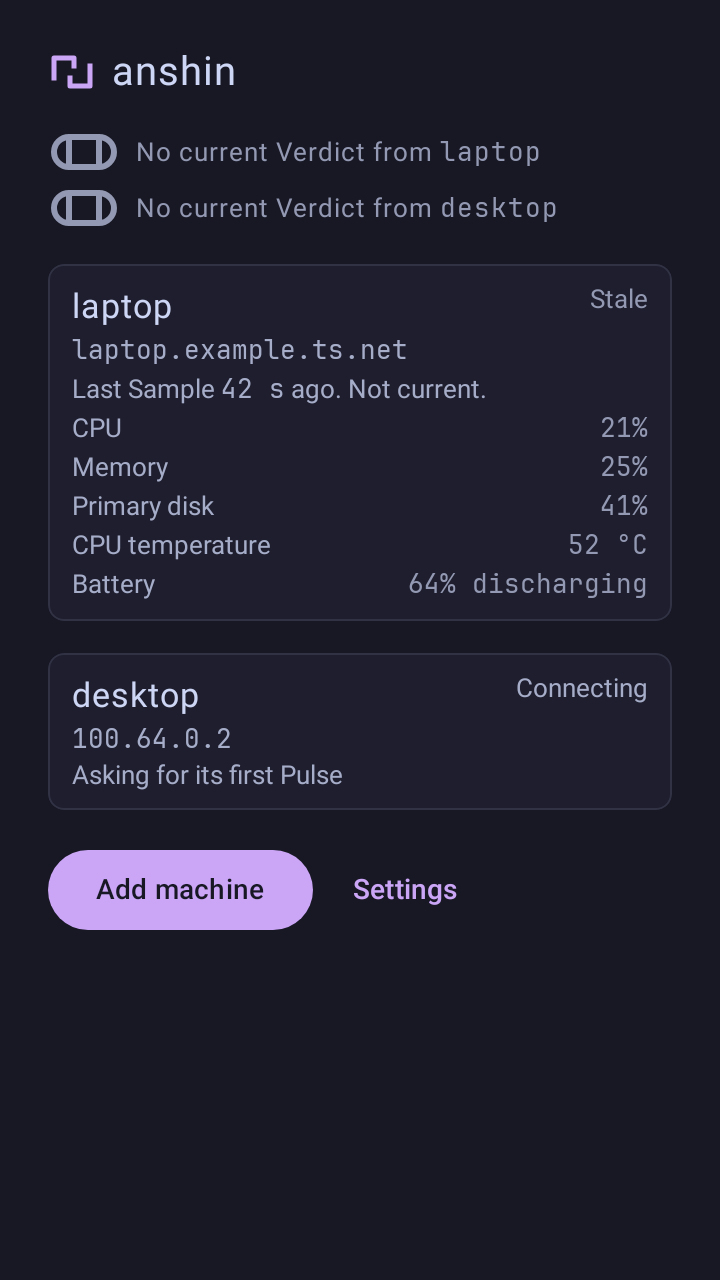 anshin
No current Verdict from laptop
No current Verdict from desktop
laptop Stale
laptop.example.ts.net
Last Sample 42 s ago. Not current.
CPU 21%
Memory 25%
Primary disk 41%
CPU temperature 52 °C
Battery 64% discharging
desktop Connecting
100.64.0.2
Asking for its first Pulse
Add machine Settings